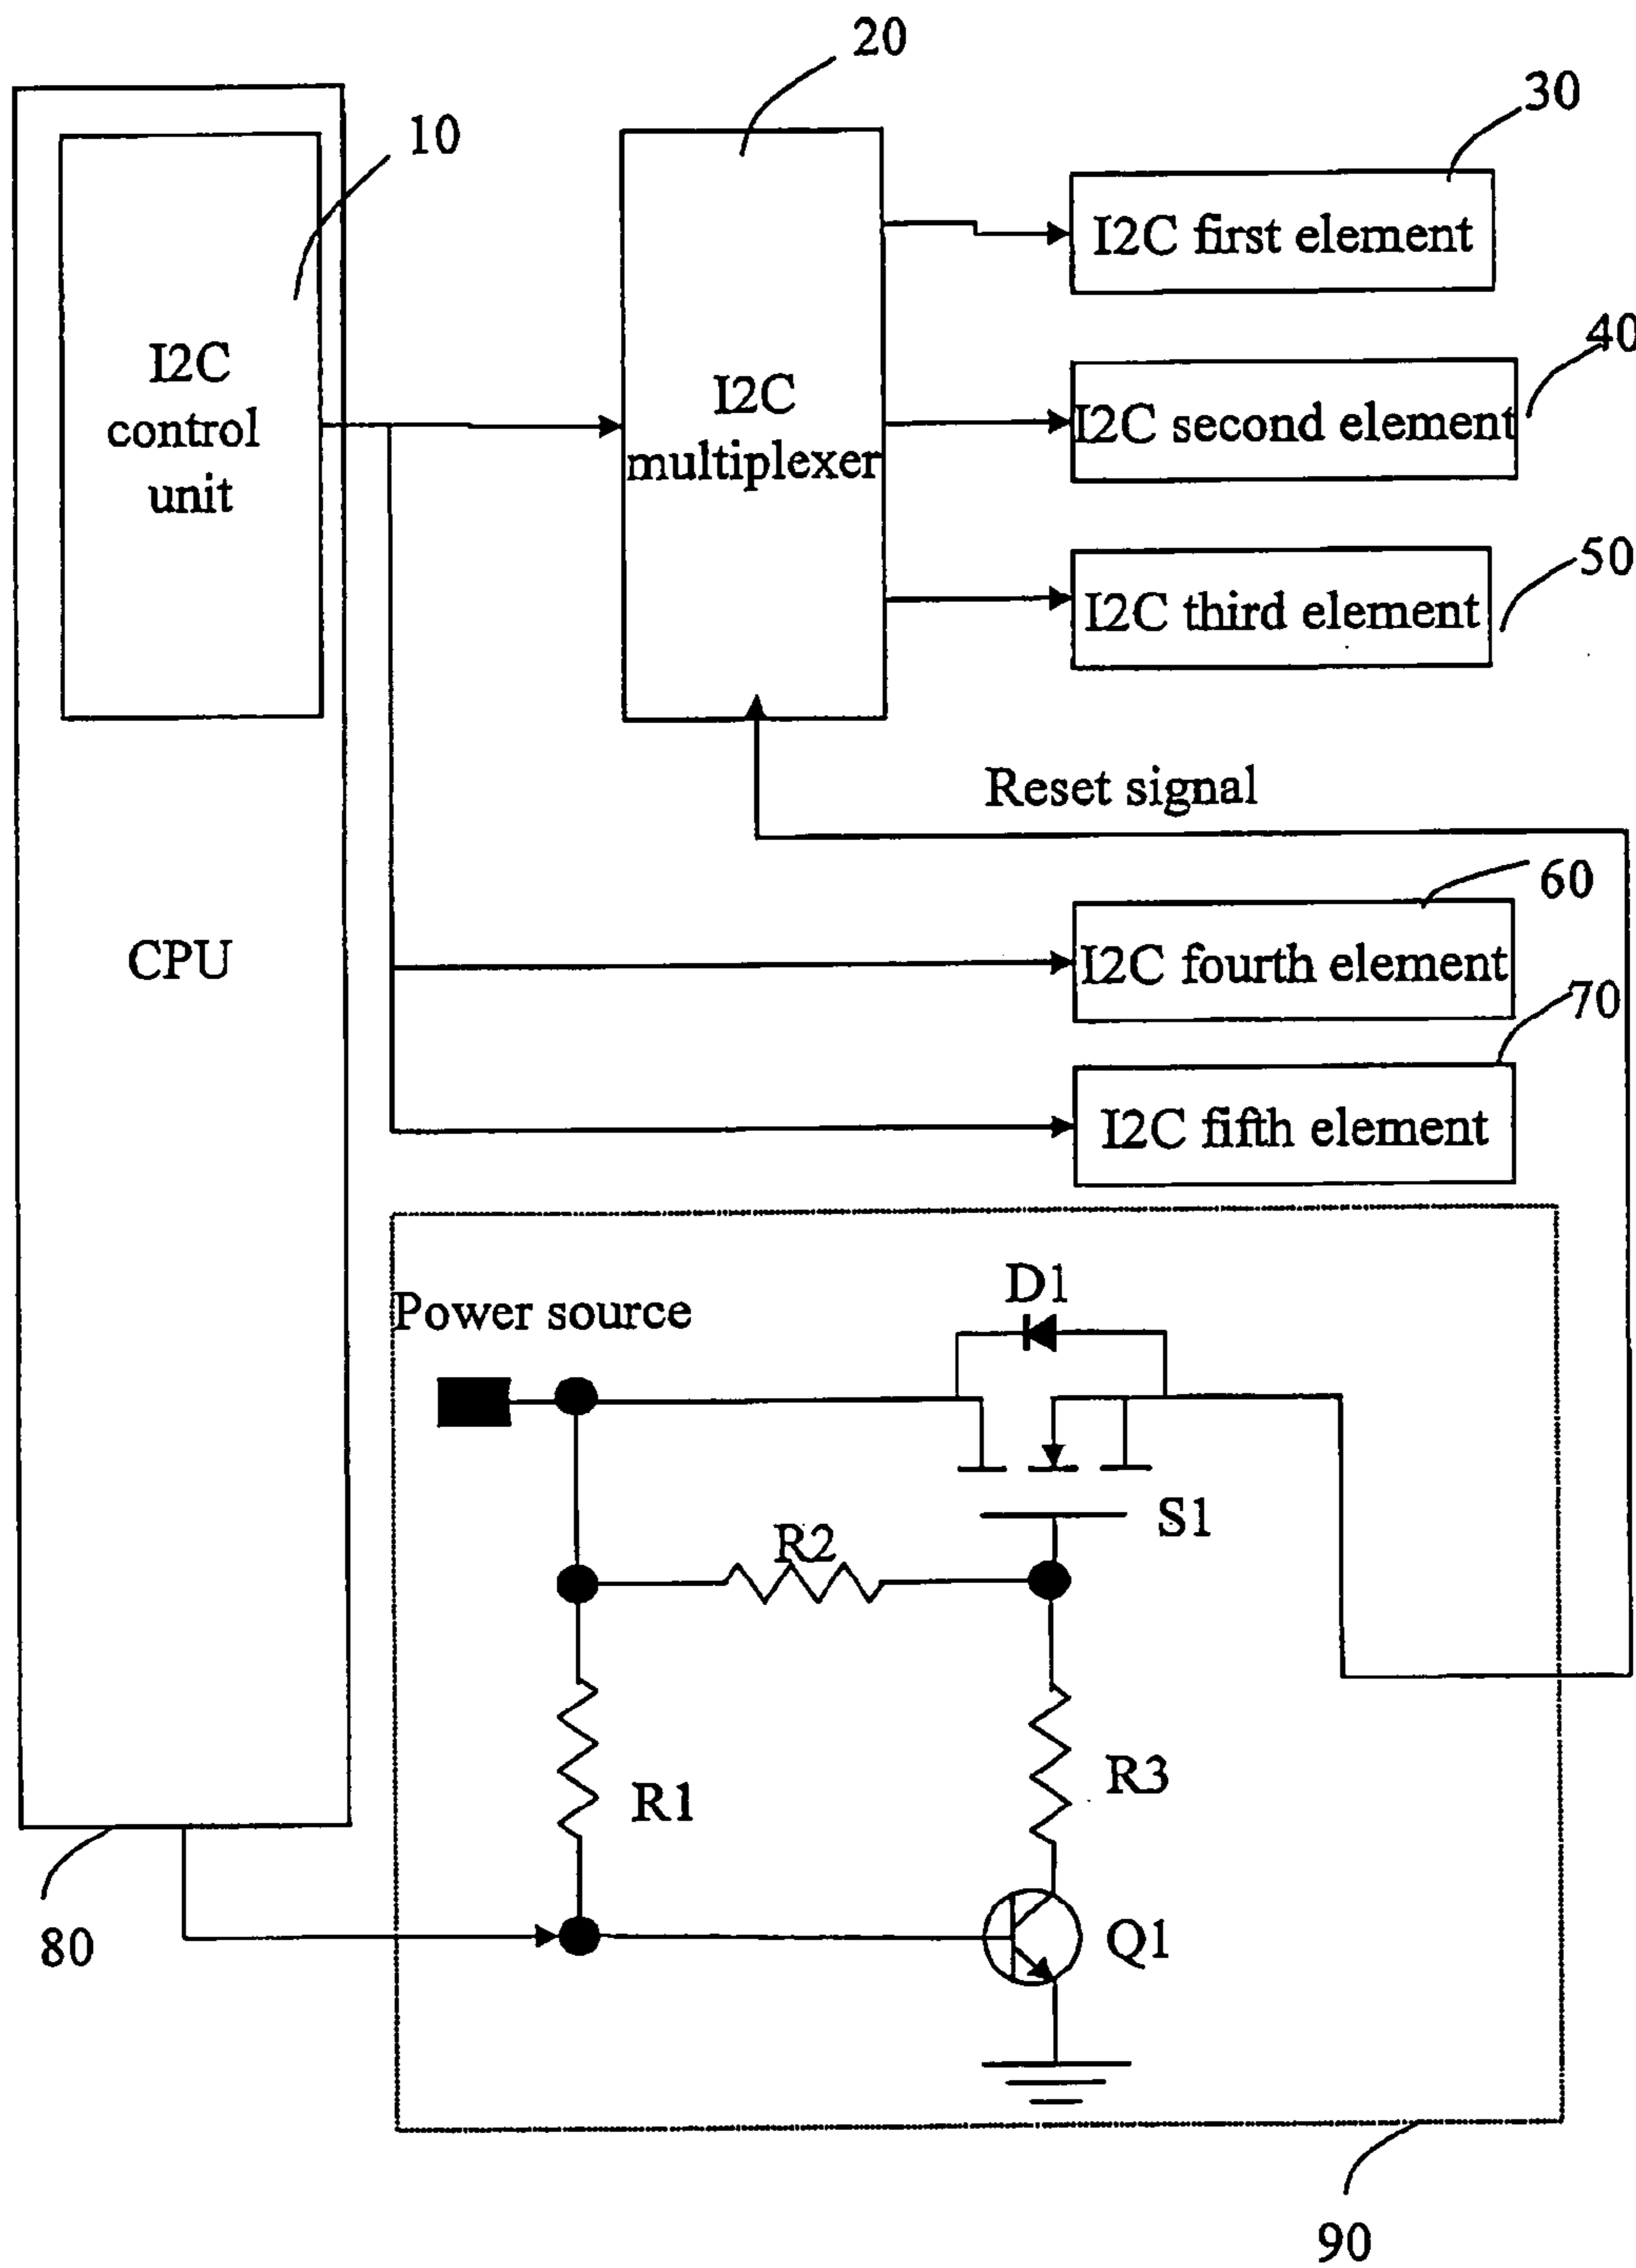 20
30
10
I2C first element
40
I2C
control
unit
I2C
multiplexer
I2C second element
50
I2C third element
Reset signal
60
CPU
I2C fourth element
70
I2C fifth element
D1
Power source
S1
R2
R3
R1
80
Q1
90